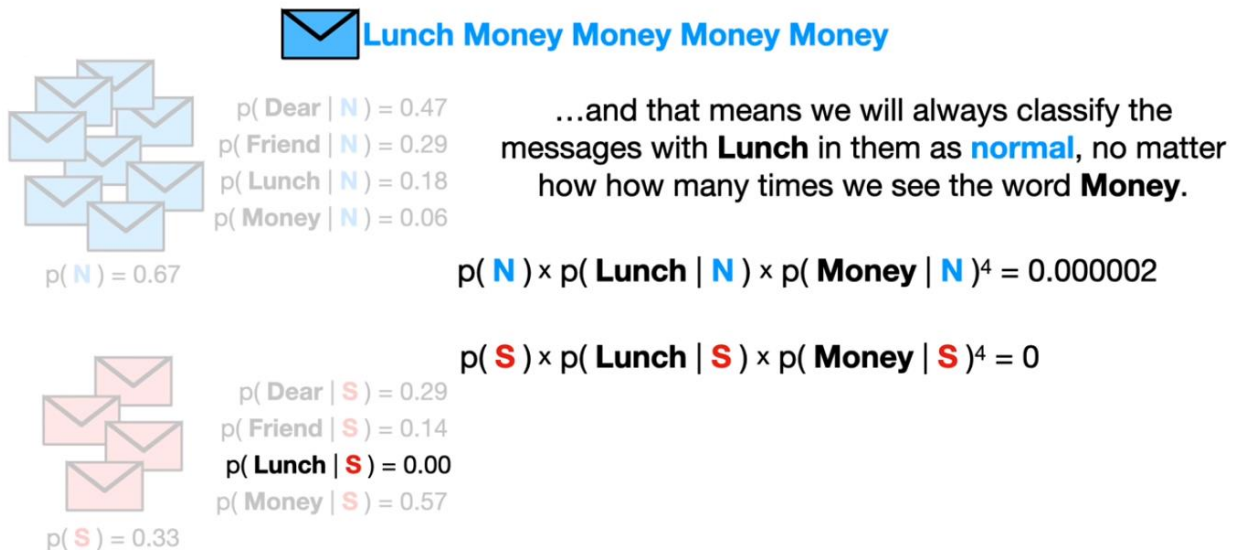 Lunch Money Money Money Money
p( Dear | N ) = 0.47
p( Friend | N ) = 0.29
p( Lunch | N ) = 0.18
p( Money | N ) = 0.06
p( N ) = 0.67
…and that means we will always classify the
messages with Lunch in them as normal, no matter
how how many times we see the word Money.
p( N ) × p( Lunch | N ) × p( Money | N )⁴ = 0.000002
p( S ) × p( Lunch | S ) × p( Money | S )⁴ = 0
p( Dear | S ) = 0.29
p( Friend | S ) = 0.14
p( Lunch | S ) = 0.00
p( Money | S ) = 0.57
p( S ) = 0.33